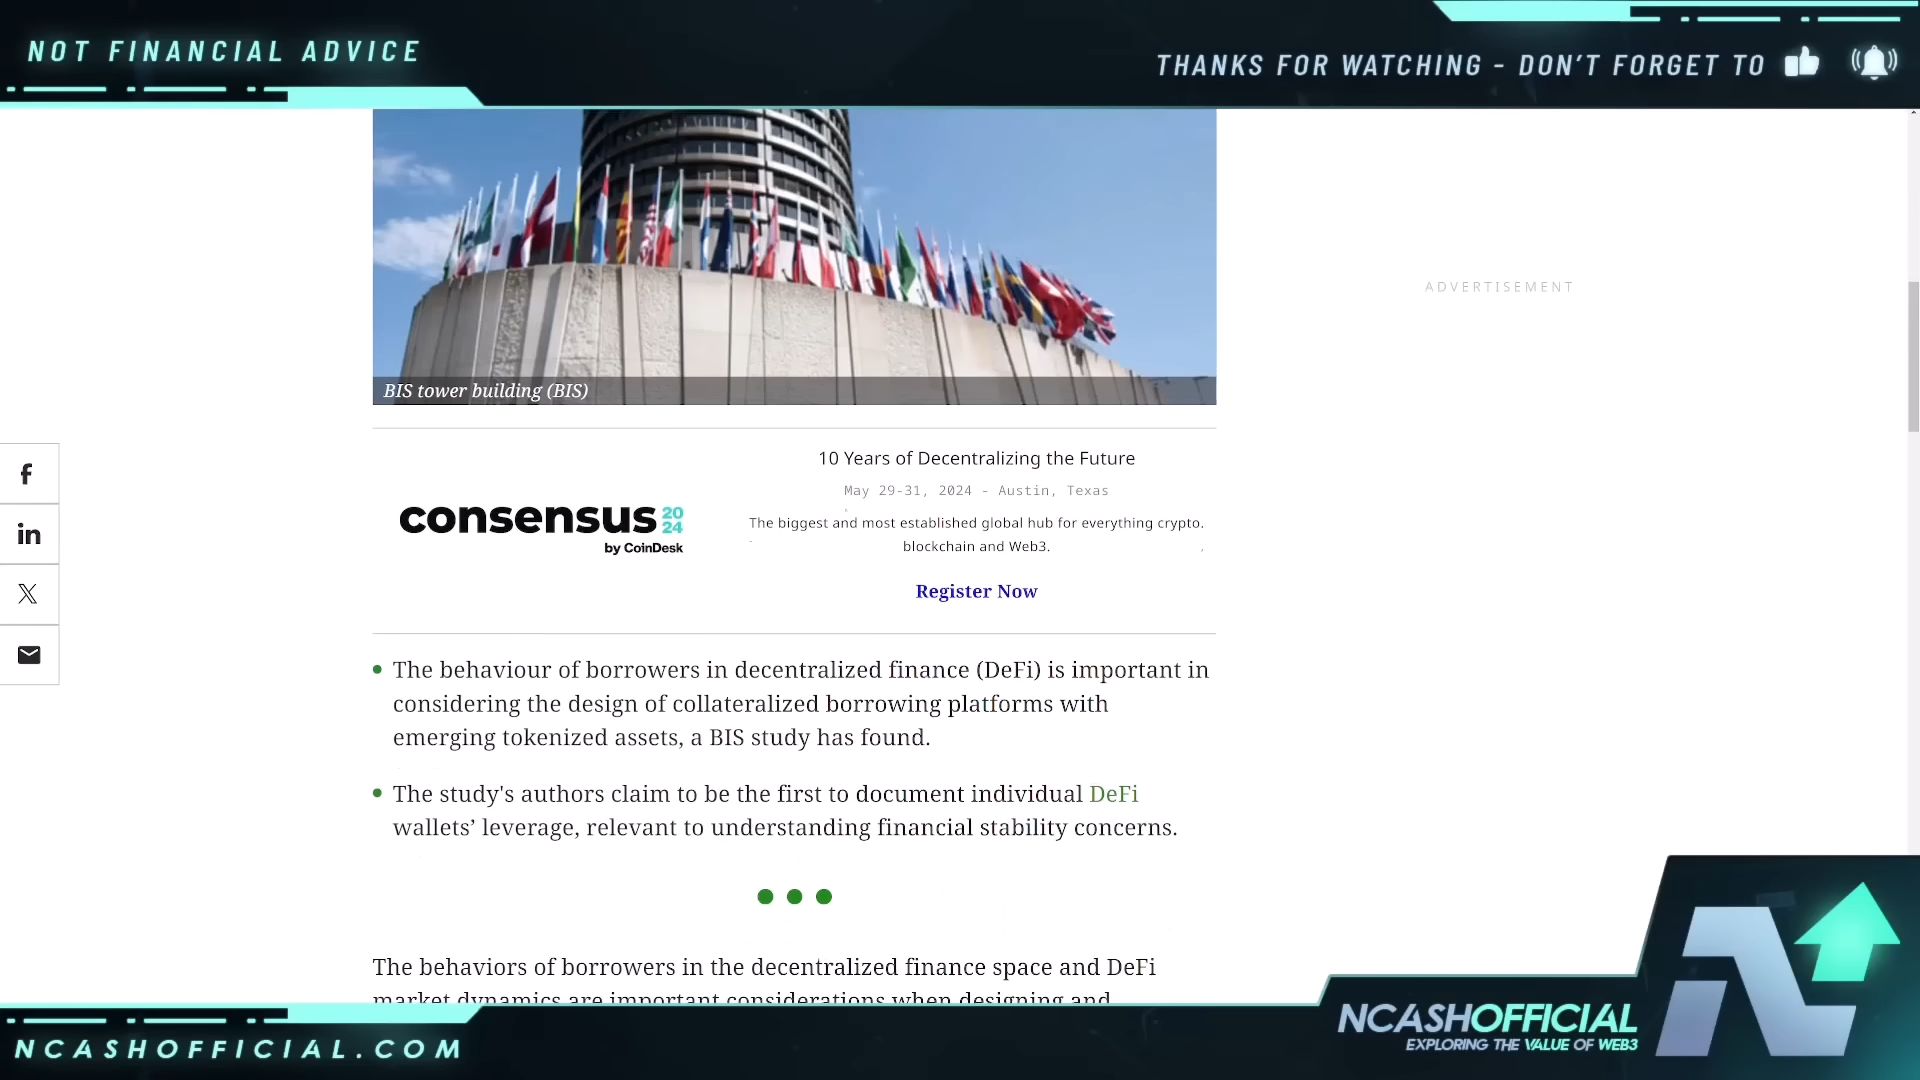 NOT FINANCIAL ADVICE
THANKS FOR WATCHING - DON'T FORGET TO
BIS tower building (BIS)
ADVERTISEMENT
consensus 2024
by CoinDesk
10 Years of Decentralizing the Future
May 29-31, 2024 - Austin, Texas
The biggest and most established global hub for everything crypto.
blockchain and Web3.
Register Now
f
in
X
The behaviour of borrowers in decentralized finance (DeFi) is important in
considering the design of collateralized borrowing platforms with
emerging tokenized assets, a BIS study has found.
The study's authors claim to be the first to document individual DeFi
wallets’ leverage, relevant to understanding financial stability concerns.
The behaviors of borrowers in the decentralized finance space and DeFi
market dynamics are important considerations when designing and
NCASHOFFICIAL.COM
NCASHOFFICIAL
EXPLORING THE VALUE OF WEB3